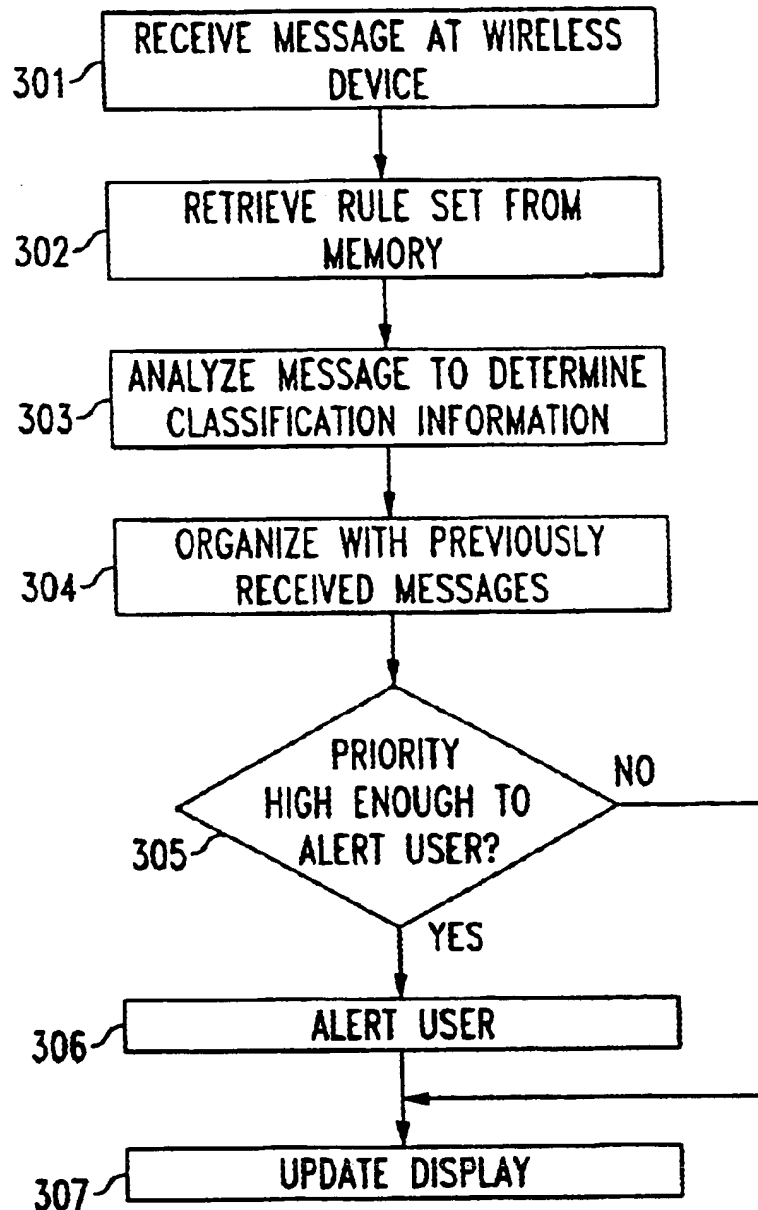 RECEIVE MESSAGE AT WIRELESS
DEVICE
301
RETRIEVE RULE SET FROM
MEMORY
302
ANALYZE MESSAGE TO DETERMINE
CLASSIFICATION INFORMATION
303
ORGANIZE WITH PREVIOUSLY
RECEIVED MESSAGES
304
PRIORITY
HIGH ENOUGH TO
ALERT USER?
305
NO
YES
ALERT USER
306
UPDATE DISPLAY
307